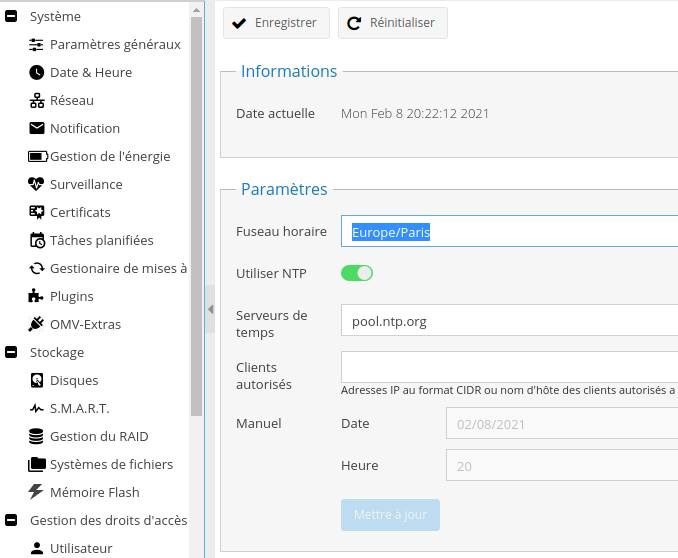 Système
Paramètres généraux
Date & Heure
Réseau
Notification
Gestion de l'énergie
Surveillance
Certificats
Tâches planifiées
Gestionaire de mises à
Plugins
OMV-Extras
Stockage
Disques
S.M.A.R.T.
Gestion du RAID
Systèmes de fichiers
Mémoire Flash
Gestion des droits d'accès
Utilisateur
Enregistrer
Réinitialiser
Informations
Date actuelle
Mon Feb 8 20:22:12 2021
Paramètres
Fuseau horaire
Europe/Paris
Utiliser NTP
Serveurs de
temps
pool.ntp.org
Clients
autorisés
Adresses IP au format CIDR ou nom d'hôte des clients autorisés a
Manuel
Date
02/08/2021
Heure
20
Mettre à jour